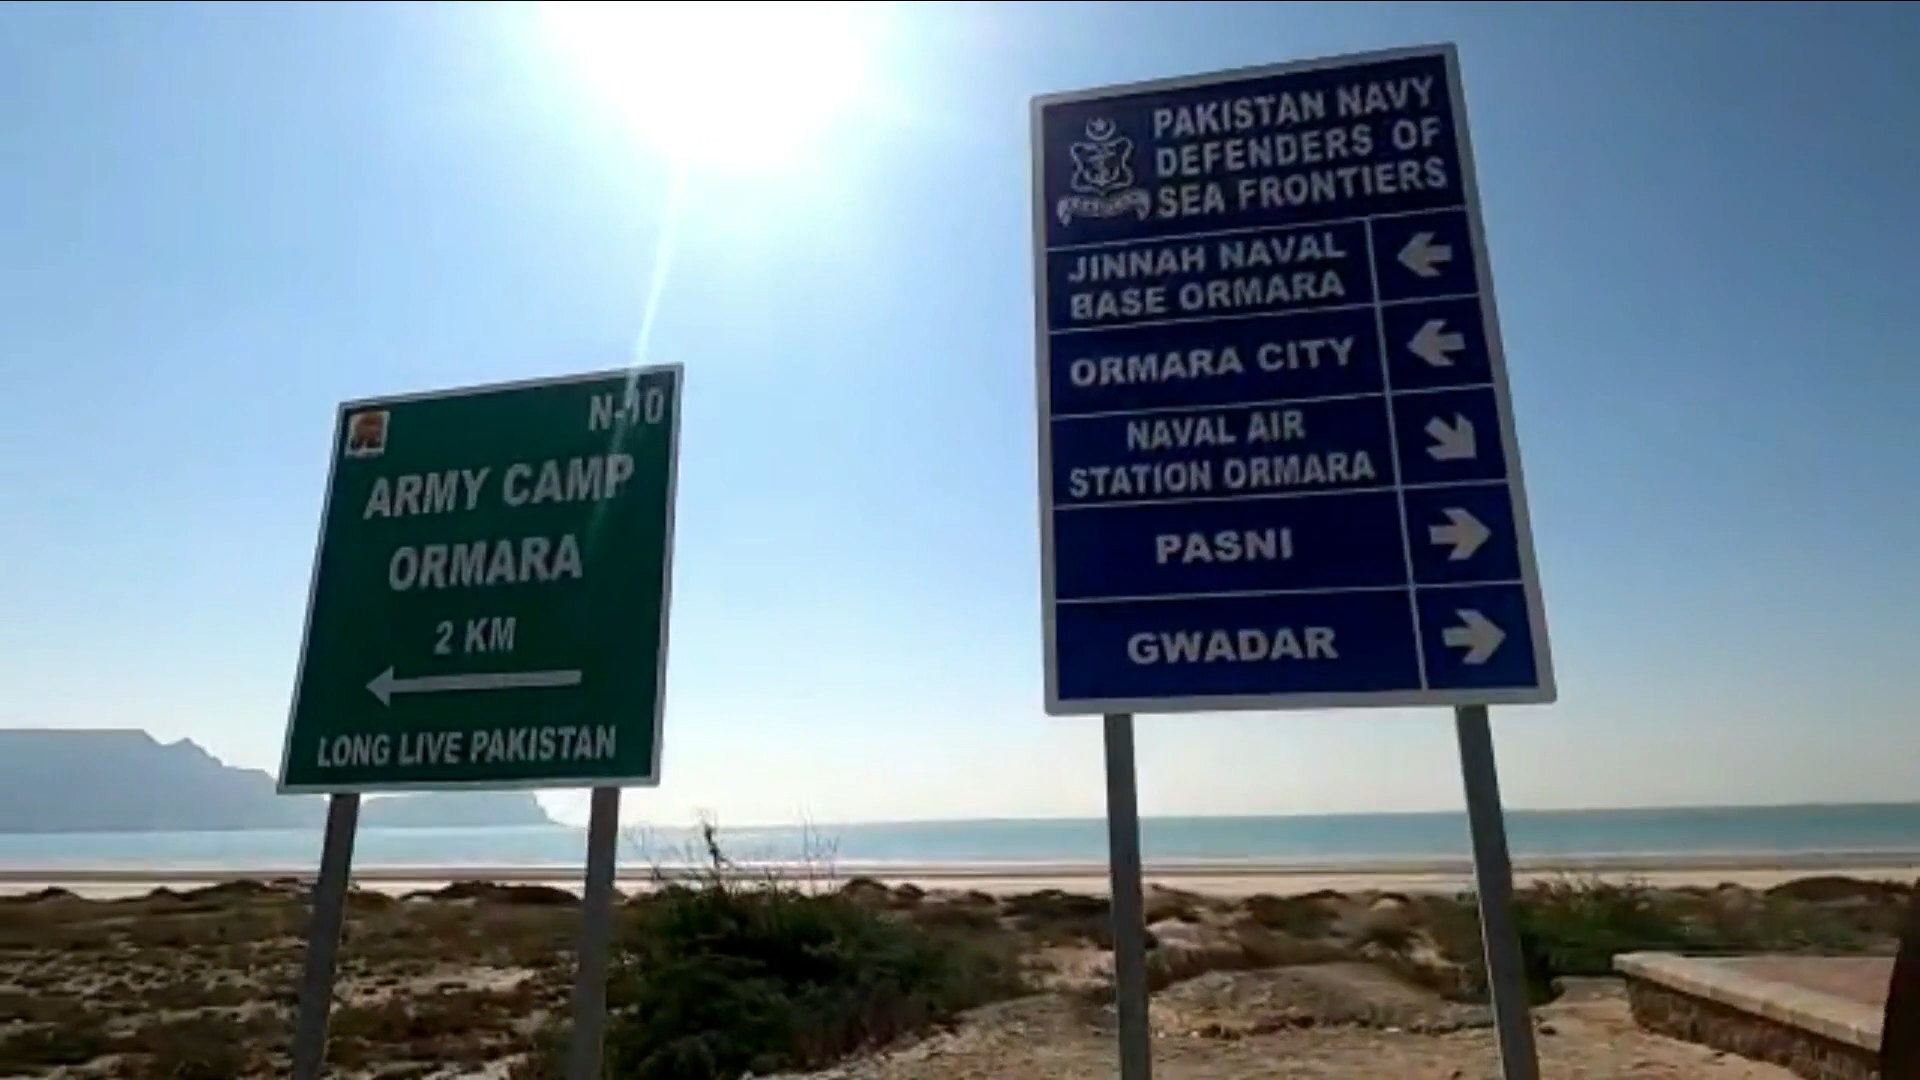 N-10
ARMY CAMP
ORMARA
2 KM
LONG LIVE PAKISTAN
PAKISTAN NAVY
DEFENDERS OF
SEA FRONTIERS
JINNAH NAVAL
BASE ORMARA
ORMARA CITY
NAVAL AIR
STATION ORMARA
PASNI
GWADAR